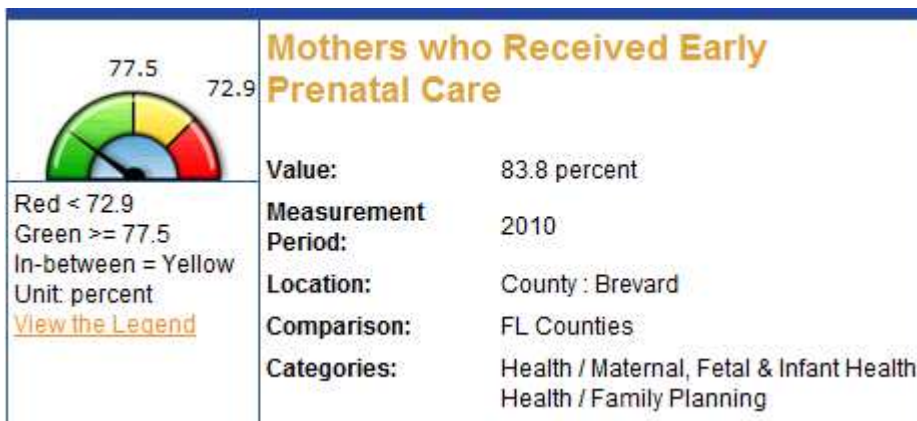 77.5
72.9
Red < 72.9
Green >= 77.5
In-between = Yellow
Unit: percent
View the Legend
Mothers who Received Early
Prenatal Care
Value: 83.8 percent
Measurement
Period: 2010
Location: County : Brevard
Comparison: FL Counties
Categories: Health / Maternal, Fetal & Infant Health
Health / Family Planning